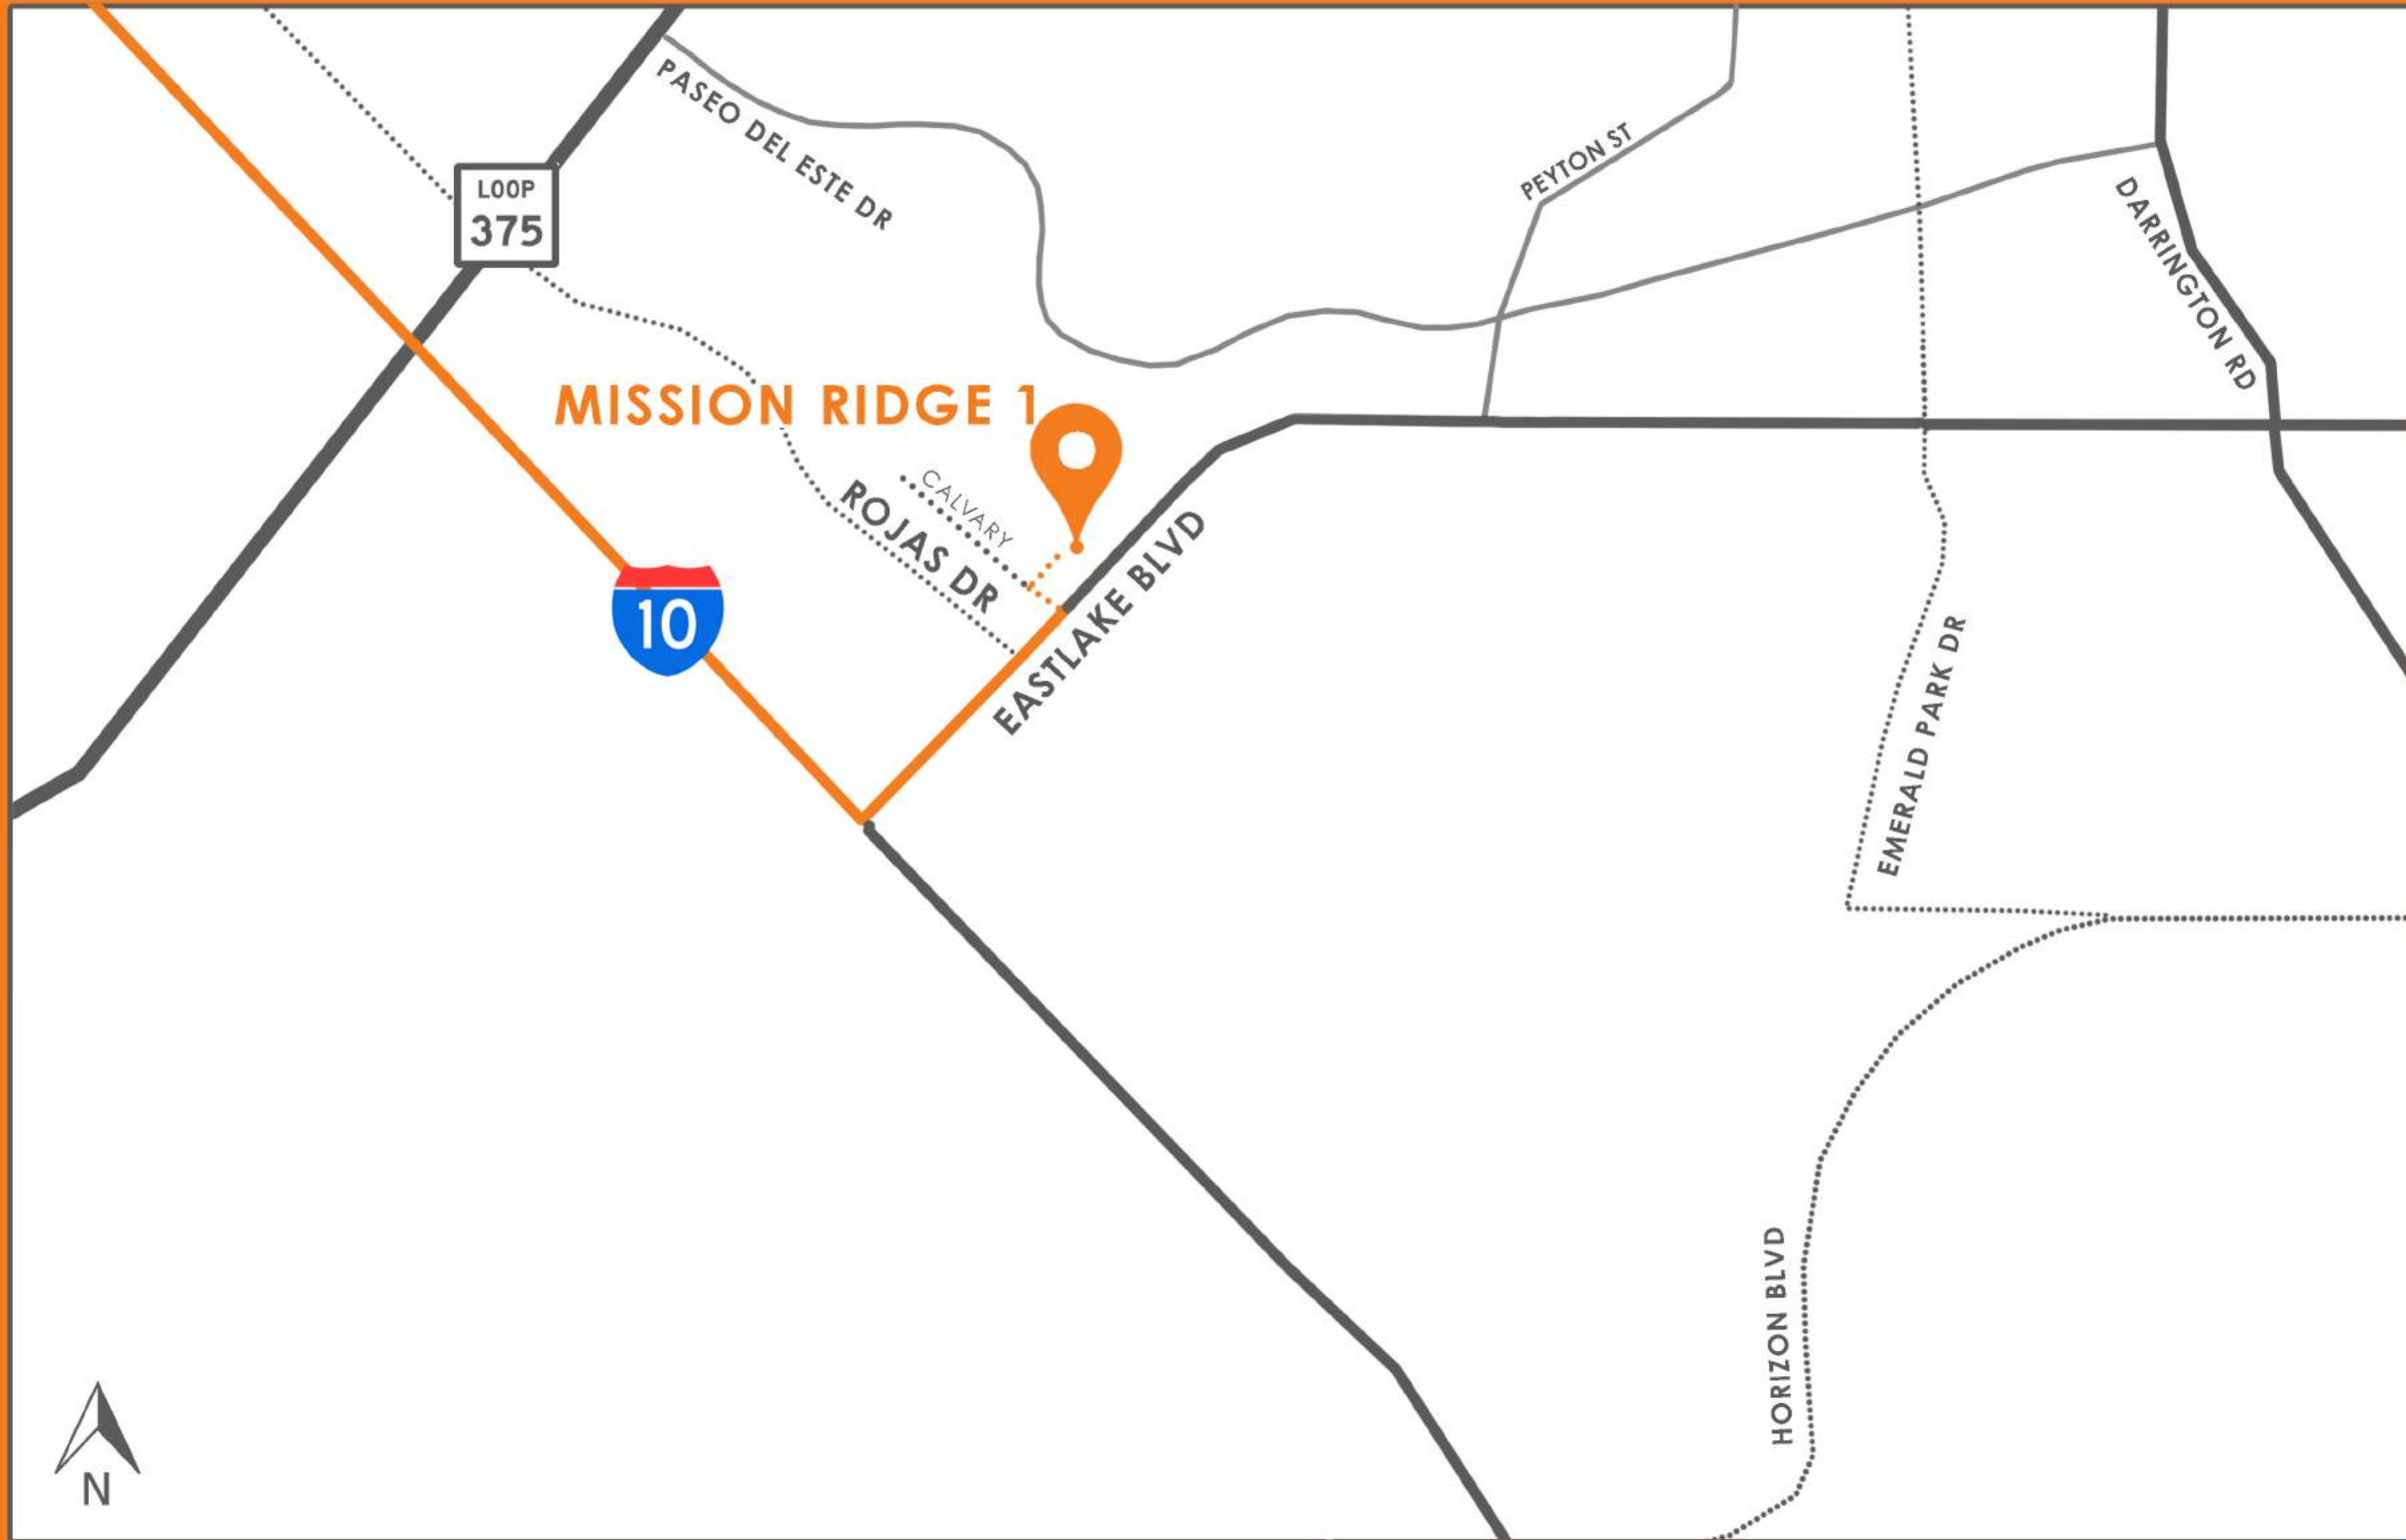 PASEO DEL ESTE DR
PEYTON ST
LOOP
375
DARRINGTON RD
MISSION RIDGE 1
CALVARY
ROJAS DR
EASTLAKE BLVD
10
EMERALD PARK DR
HORIZON BLVD
N